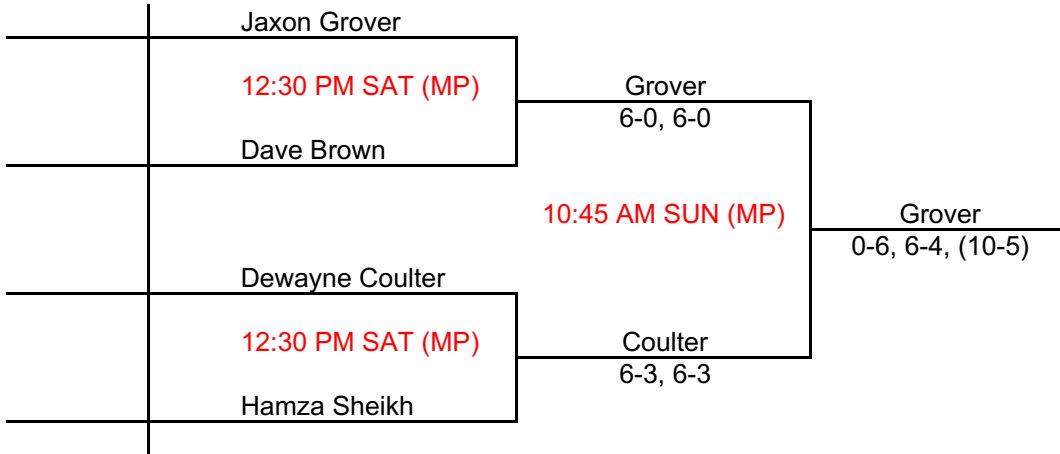 Jaxon Grover
12:30 PM SAT (MP)
Grover
6-0, 6-0
Dave Brown
10:45 AM SUN (MP)
Grover
0-6, 6-4, (10-5)
Dewayne Coulter
12:30 PM SAT (MP)
Coulter
6-3, 6-3
Hamza Sheikh